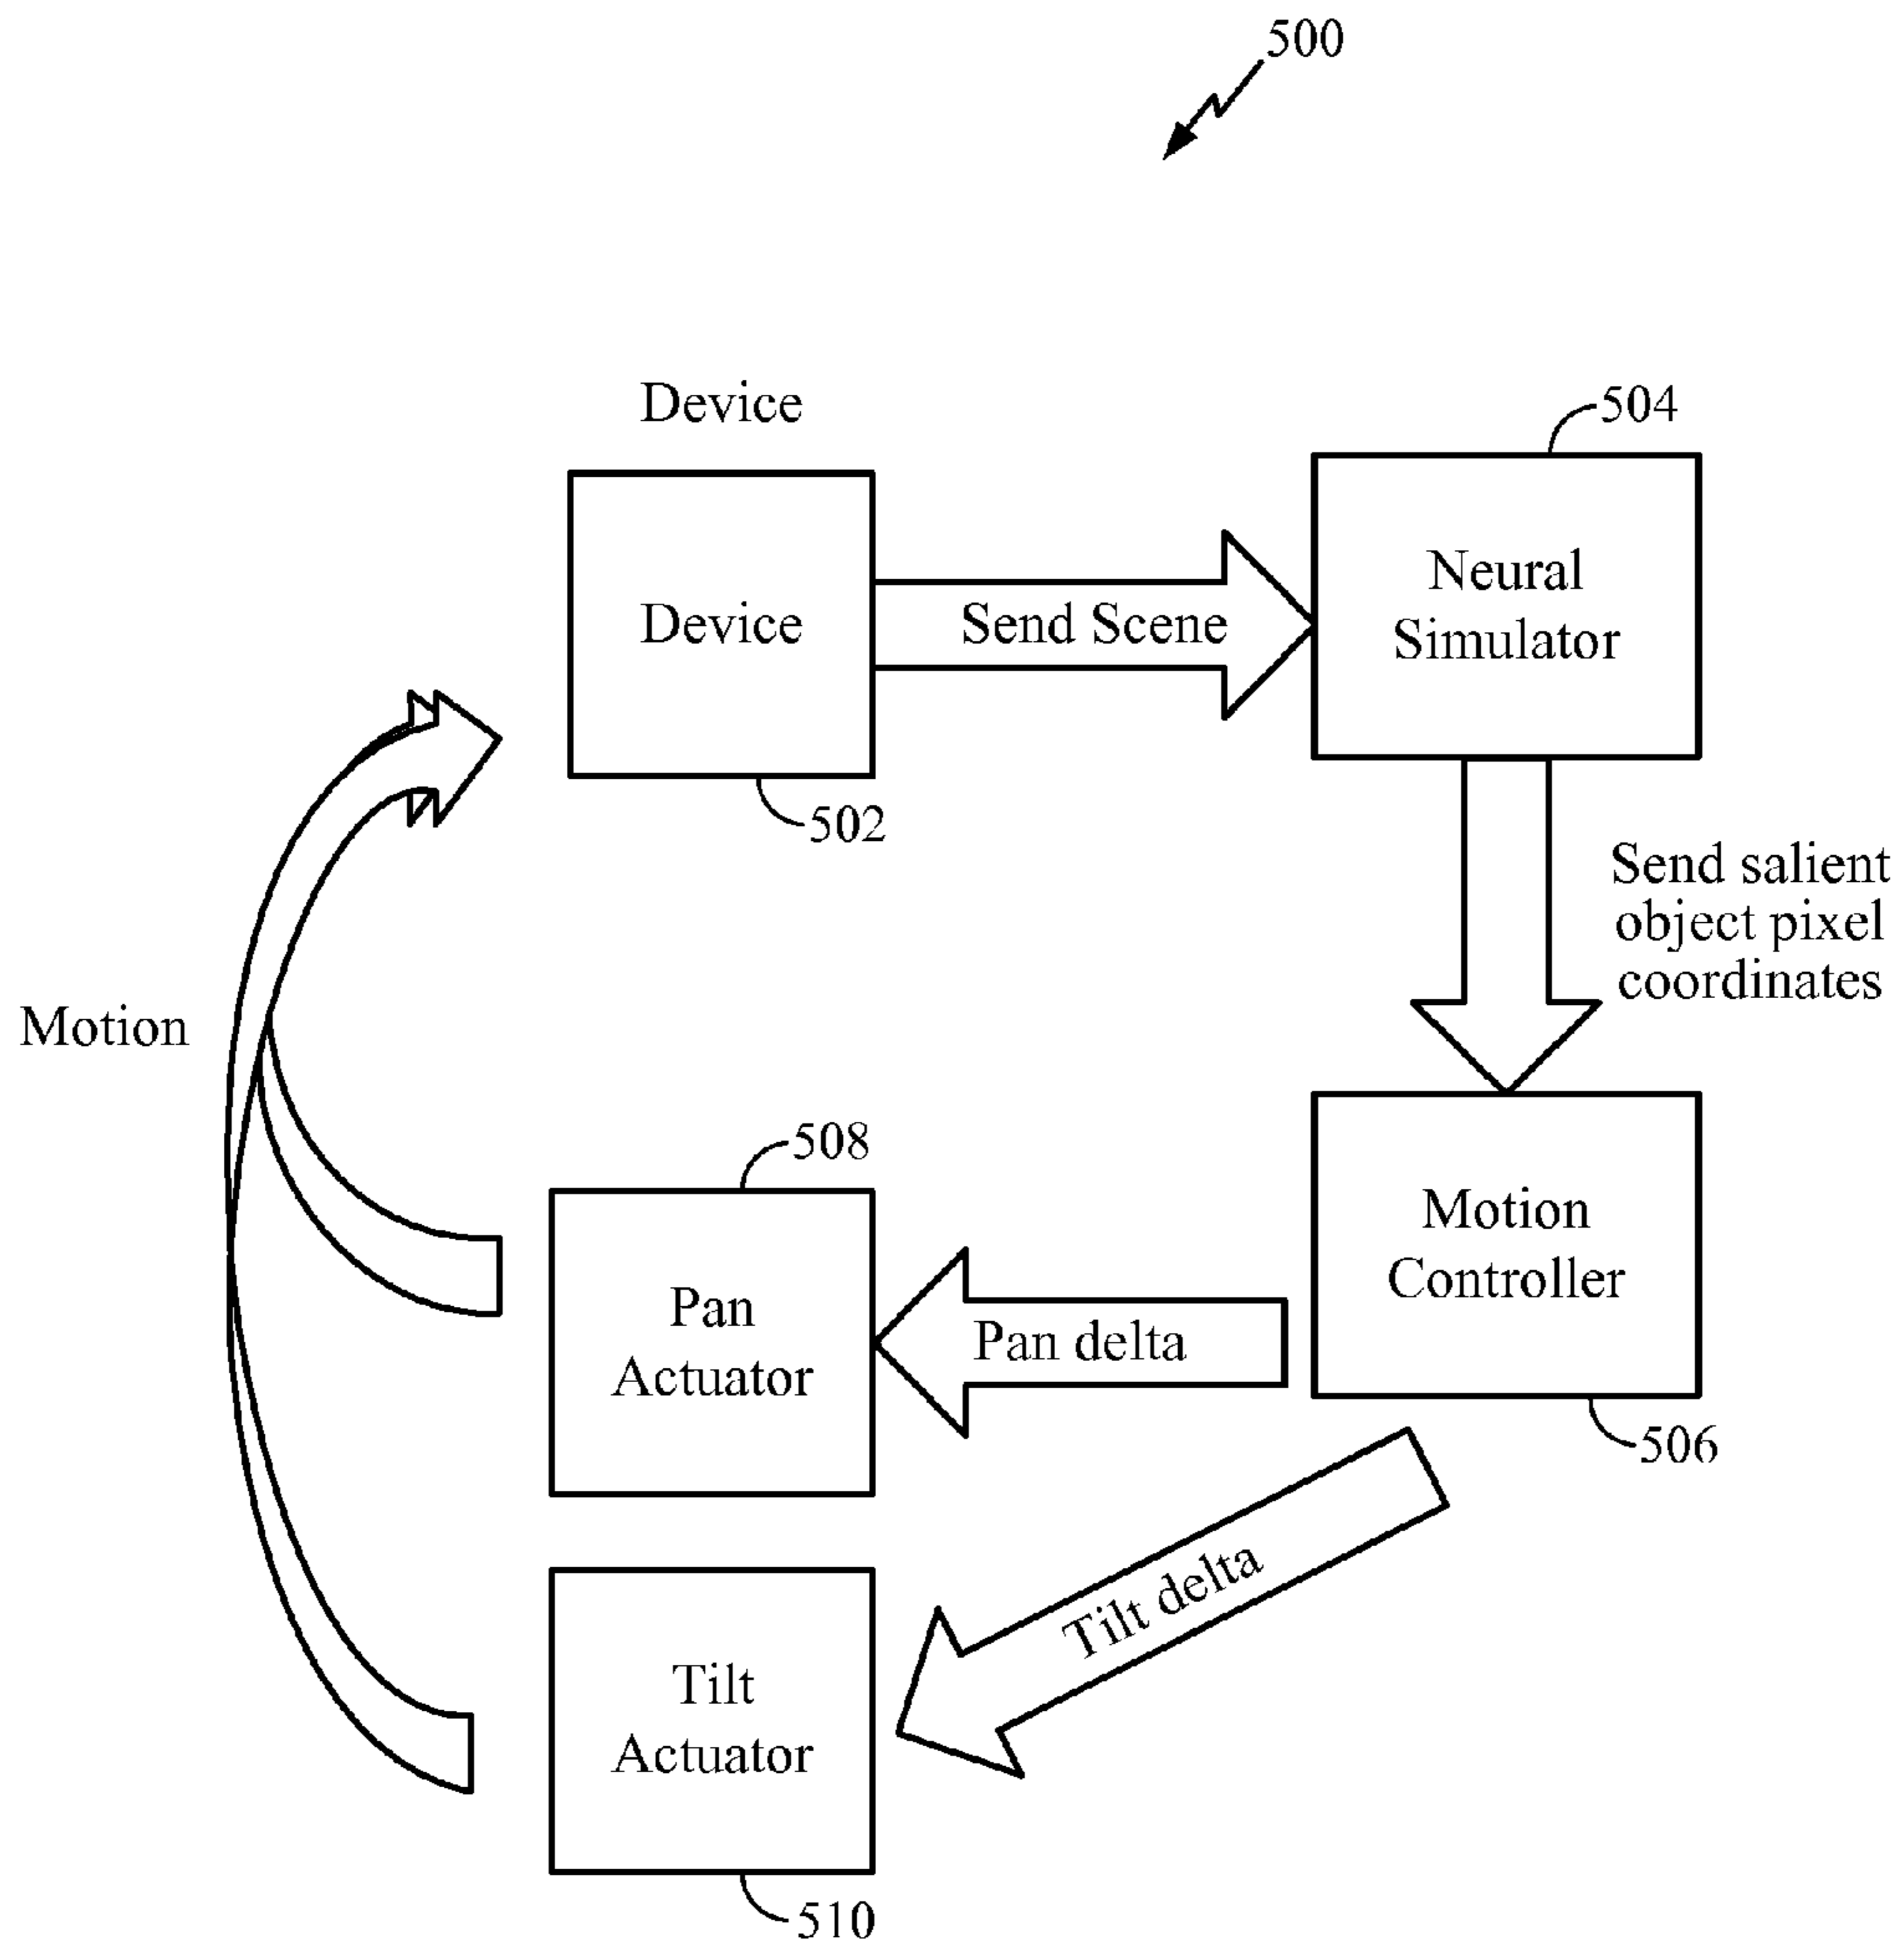 500
Device
504
Device
Send Scene
Neural
Simulator
502
Send salient
object pixel
coordinates
Motion
508
Motion
Controller
Pan
Actuator
Pan delta
506
Tilt delta
Tilt
Actuator
510